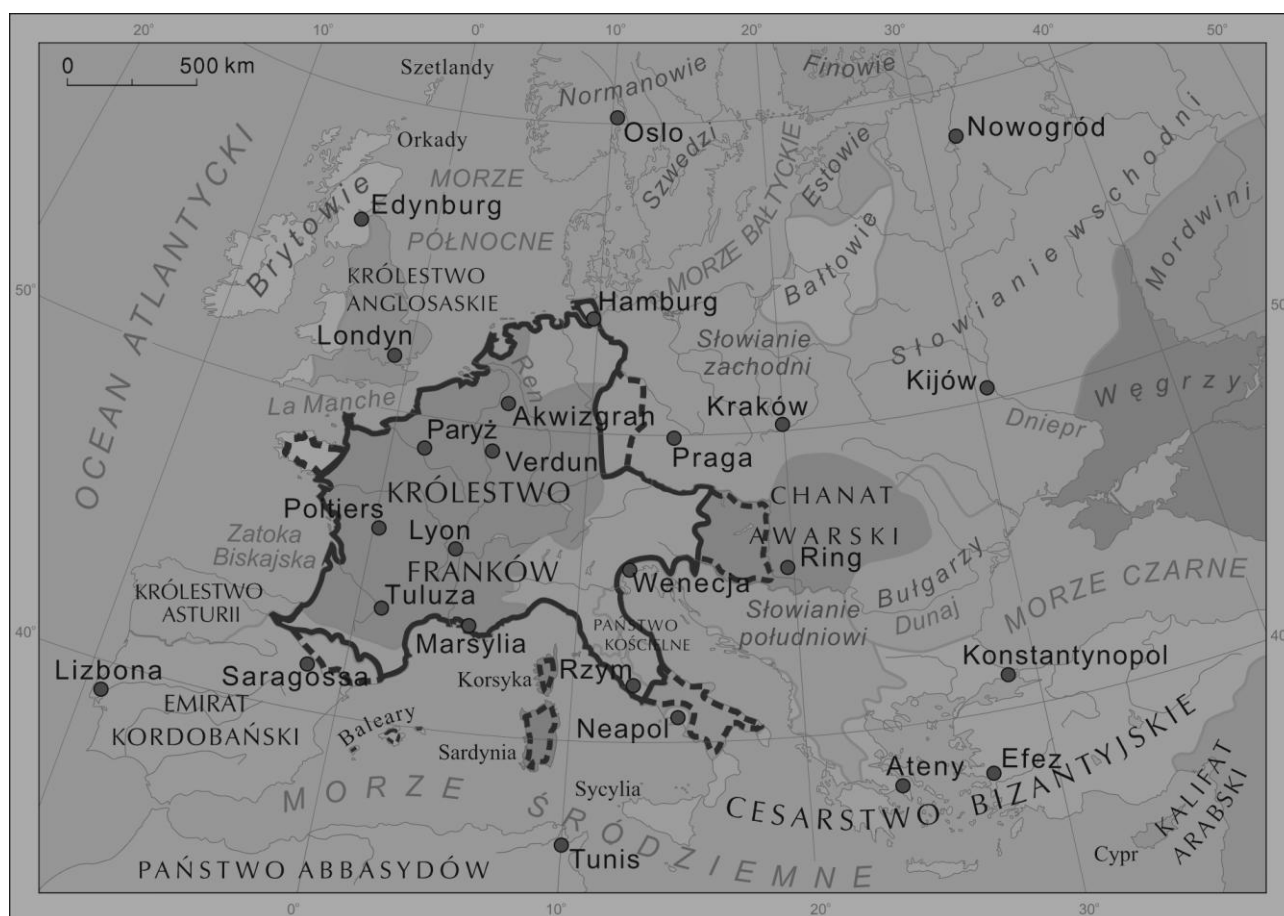 20° 10° 0° 10° 20° 30° 40° 50°
0 500 km
Szetlandy
Normanowie
Finowie
Oslo
Nowogród
Orkady
Szwedzi
Estowie
MORZE
PÓŁNOCNE
MORZE BAŁTYCKIE
Brytowie
Edynburg
Bałtowie
Słowianie wschodni
Mordwini
OCEAN ATLANTYCKI
50°
50°
KRÓLESTWO
ANGLOSASKIE
Hamburg
Londyn
Ren
Słowianie
zachodni
Kijów
Węgrzy
La Manche
Akwizgran
Kraków
Dniepr
Paryż
Verdun
Praga
KRÓLESTWO
FRANKÓW
CHANAT
AWARSKI
Poitiers
Lyon
Zatoka
Biskajska
Wenecja
Ring
Bułgarzy
Dunaj
MORZE CZARNE
KRÓLESTWO
ASTURII
Tuluza
Marsylia
PAŃSTWO
KOŚCIELNE
Słowianie
południowi
40°
40°
Lizbona
Saragossa
Korsyka
Rzym
Konstantynopol
EMIRAT
KORDOBAŃSKI
Baleary
Sardynia
Neapol
Ateny
Efez
CESARSTWO BIZANTYJSKIE
KALIFAT
ARABSKI
MORZE ŚRÓDZIEMNE
Sycylia
Tunis
Cypr
PAŃSTWO ABBASYDÓW
0° 10° 20° 30°